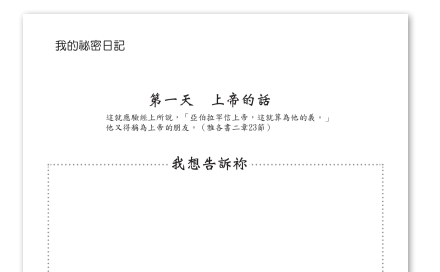 我的祕密日記
第一天　上帝的話
這就應驗經上所說，「亞伯拉罕信上帝，這就算為他的義。」
他又得稱為上帝的朋友。（雅各書二章23節）
我想告訴祢